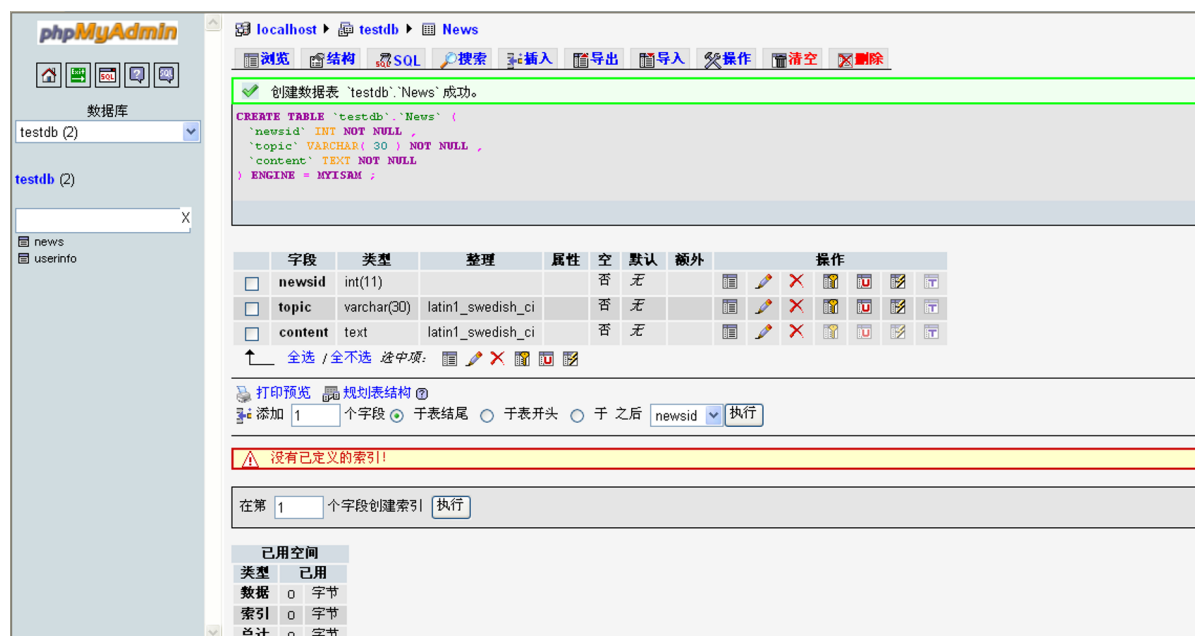 phpMyAdmin
数据库
testdb (2)
testdb (2)
X
news
userinfo
localhost ▶ testdb ▶ News
浏览 结构 SQL 搜索 插入 导出 导入 操作 清空 删除
创建数据表 `testdb`.`News` 成功。
CREATE TABLE `testdb`.`News` (
`newsid` INT NOT NULL ,
`topic` VARCHAR( 30 ) NOT NULL ,
`content` TEXT NOT NULL
) ENGINE = MYISAM ;
字段 类型 整理 属性 空 默认 额外 操作
newsid int(11) 否 无
topic varchar(30) latin1_swedish_ci 否 无
content text latin1_swedish_ci 否 无
全选 / 全不选 选中项:
打印预览 规划表结构
添加 1 个字段 于表结尾 于表开头 于 之后 newsid 执行
没有已定义的索引!
在第 1 个字段创建索引 执行
已用空间
类型 已用
数据 0 字节
索引 0 字节
总计 0 字节